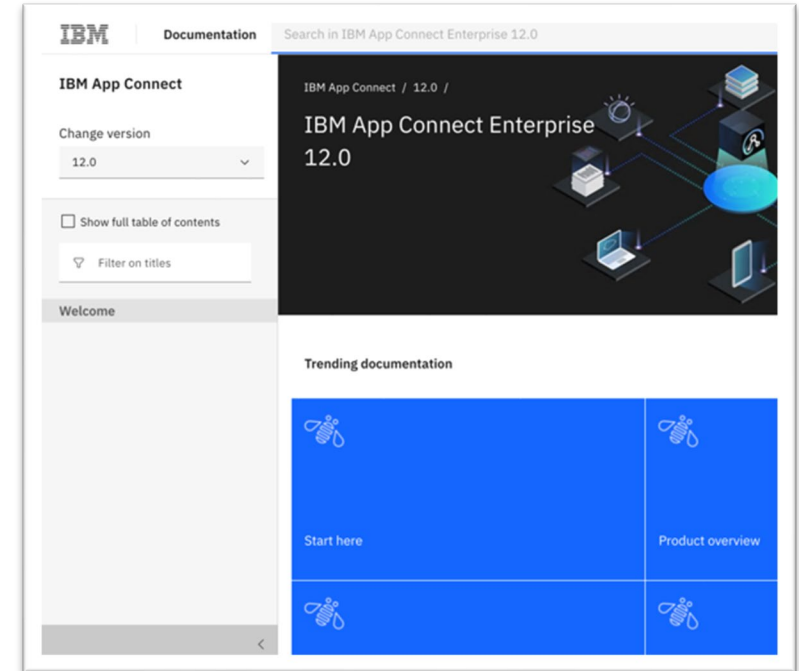 IBM
Documentation
Search in IBM App Connect Enterprise 12.0
IBM App Connect
Change version
12.0
Show full table of contents
Filter on titles
Welcome
IBM App Connect / 12.0 /
IBM App Connect Enterprise
12.0
Trending documentation
Start here
Product overview